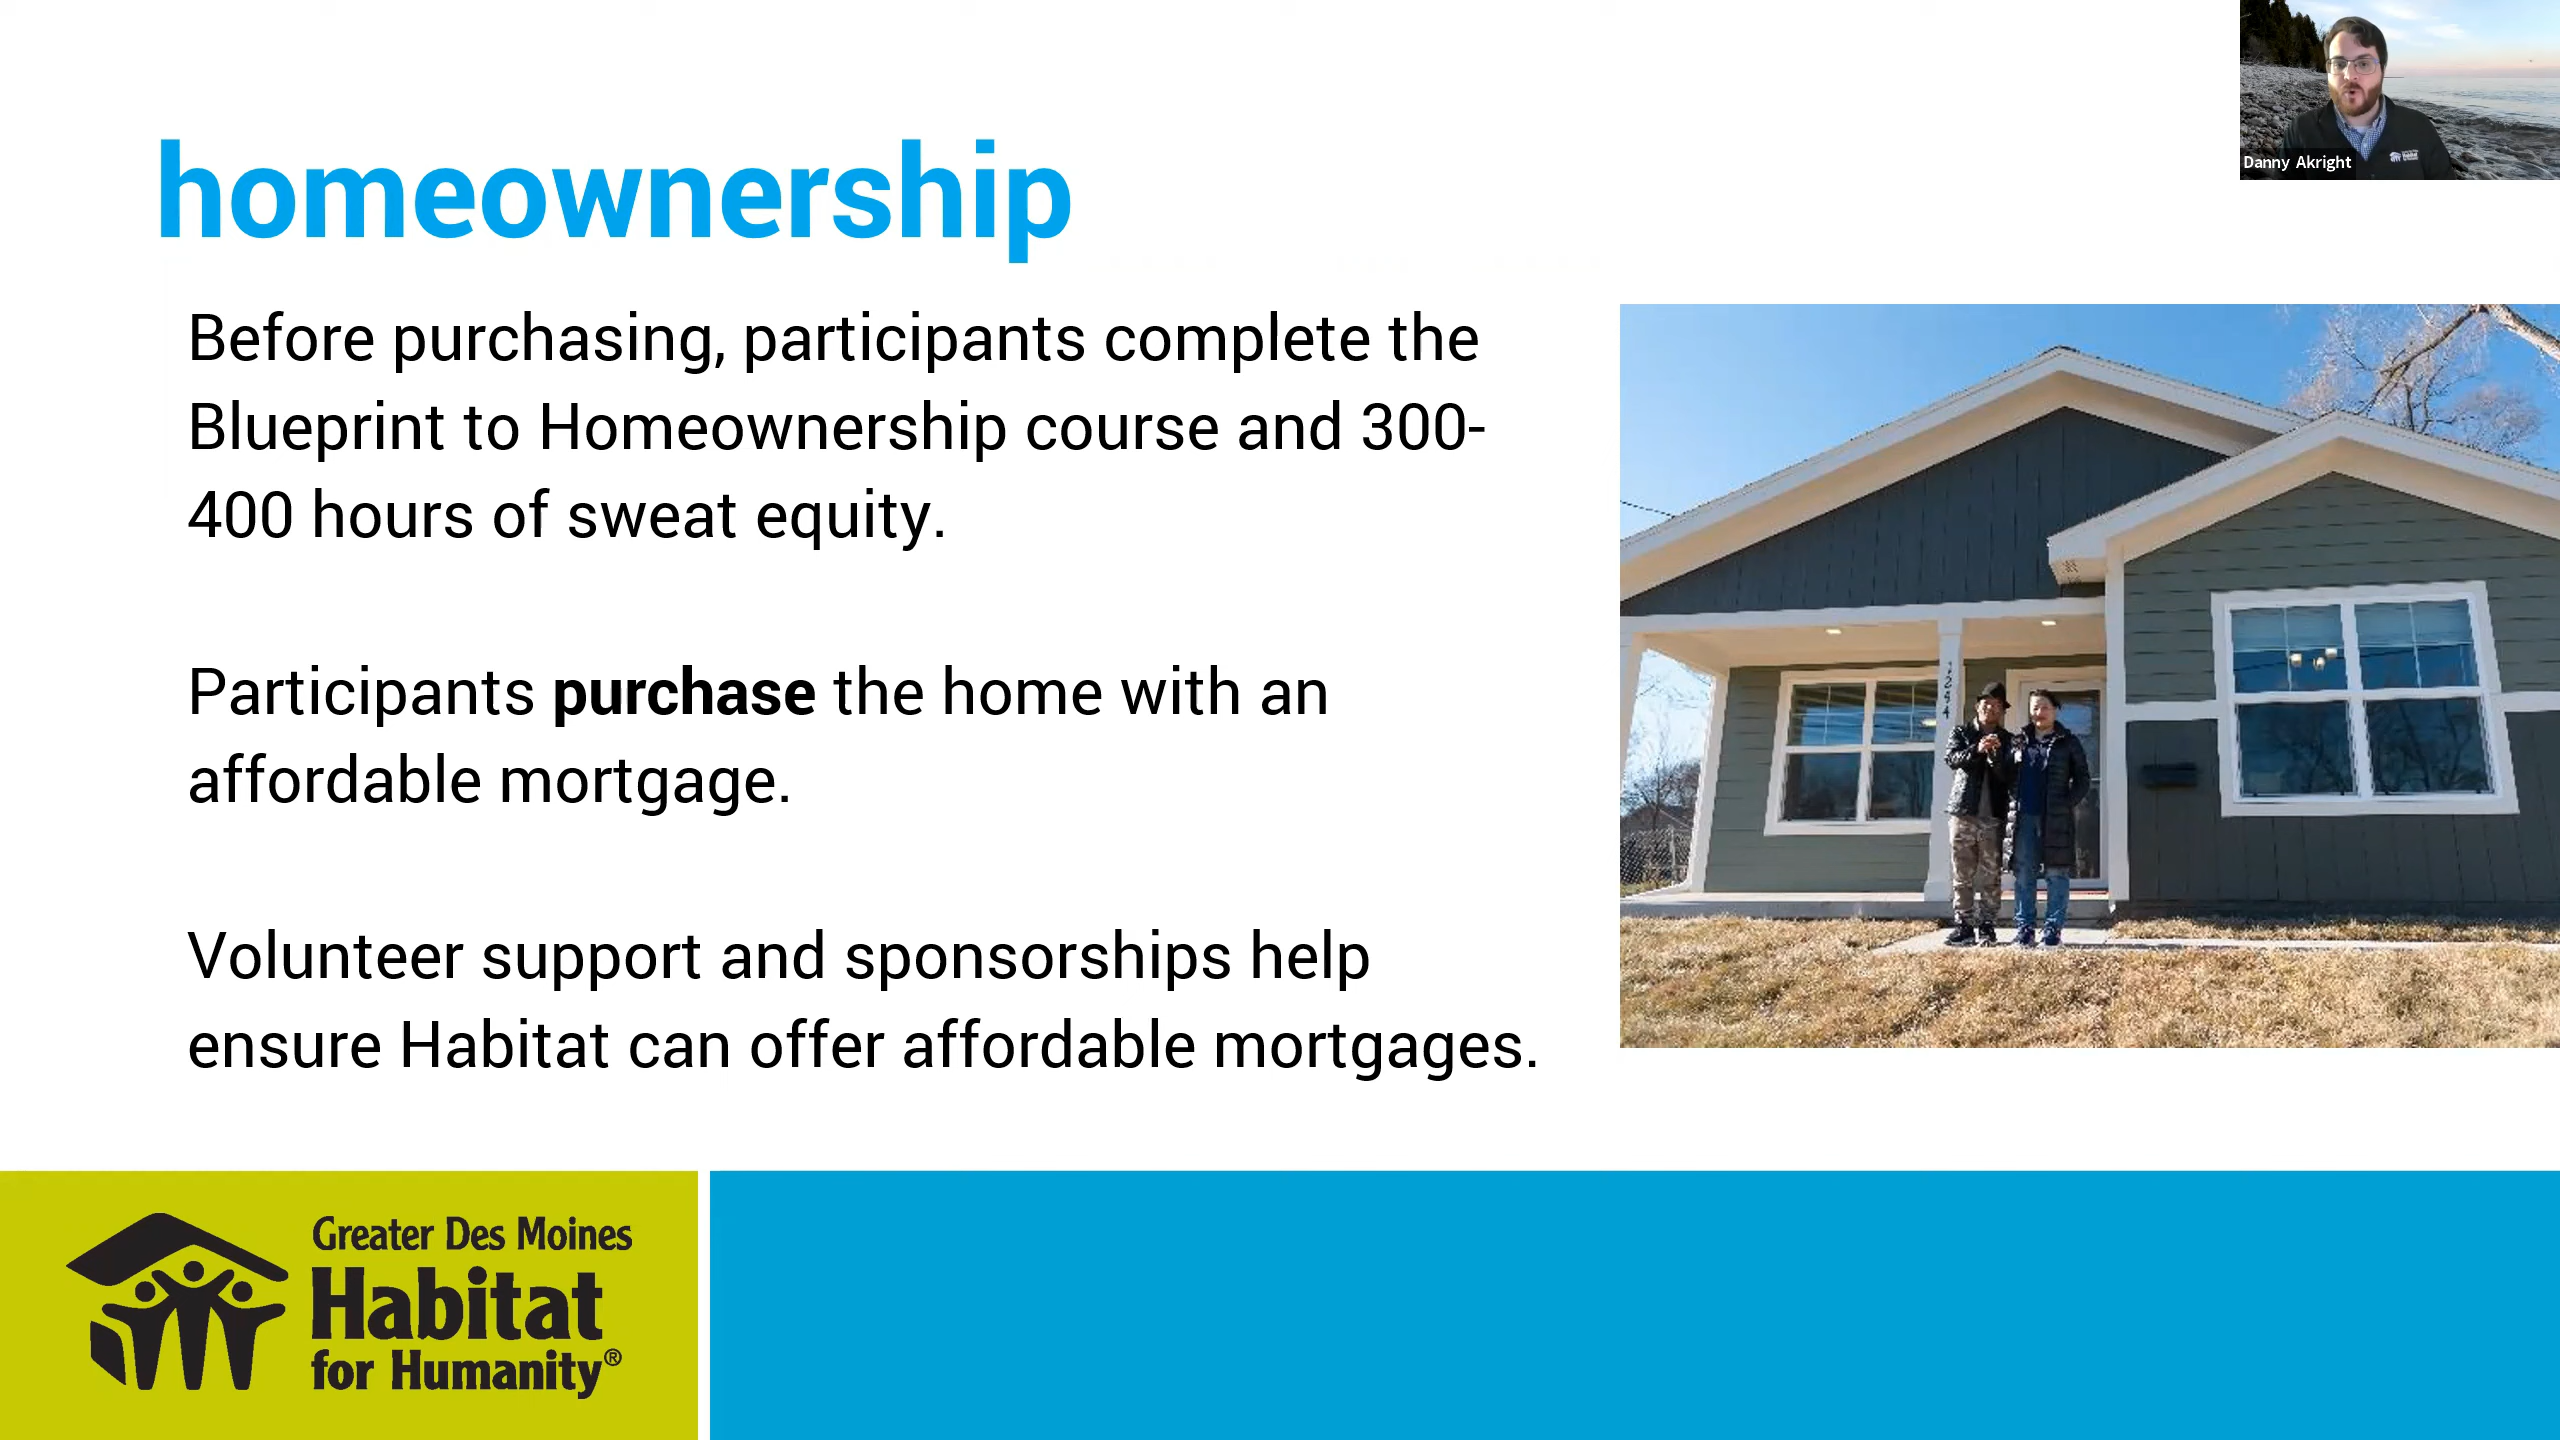 Danny Akright
homeownership
Before purchasing, participants complete the
Blueprint to Homeownership course and 300-
400 hours of sweat equity.
Participants purchase the home with an
affordable mortgage.
Volunteer support and sponsorships help
ensure Habitat can offer affordable mortgages.
1244
Greater Des Moines
Habitat
for Humanity®